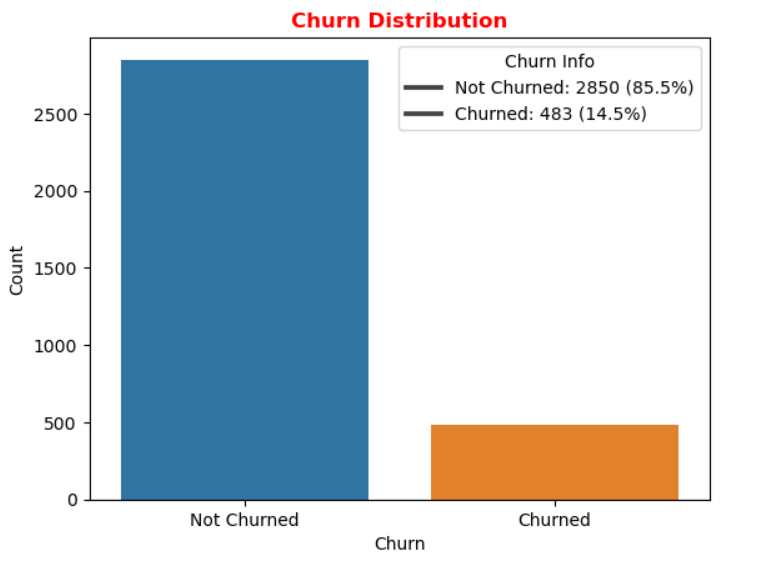 Churn Distribution
Churn Info
Not Churned: 2850 (85.5%)
Churned: 483 (14.5%)
2500
2000
1500
1000
500
0
Count
Not Churned
Churned
Churn